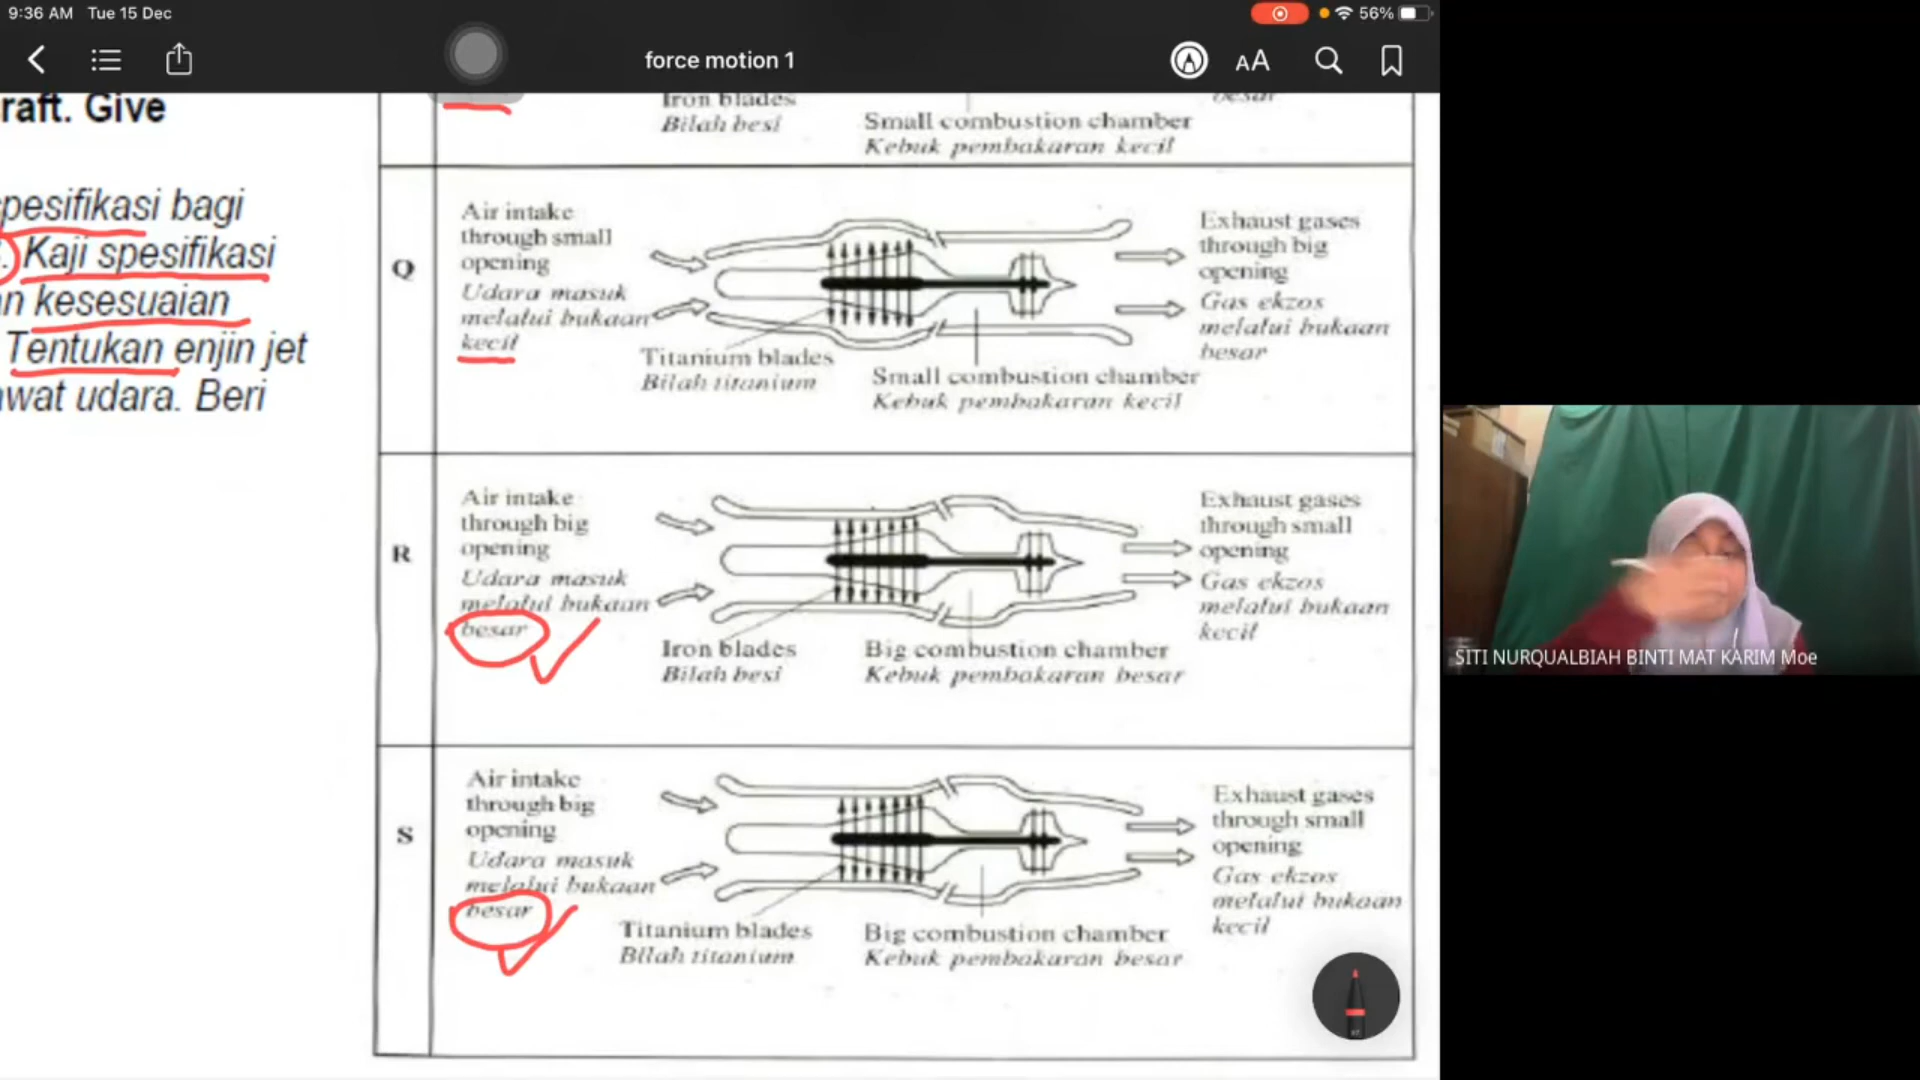 9:36 AM Tue 15 Dec
56%
force motion 1
AA
raft. Give
spesifikasi bagi
. Kaji spesifikasi
an kesesuaian
Tentukan enjin jet
awat udara. Beri
Iron blades
Bilah besi
Small combustion chamber
Kebuk pembakaran kecil
besar
Q
Air intake
through small
opening
Udara masuk
melalui bukaan
kecil
Titanium blades
Bilah titanium
Small combustion chamber
Kebuk pembakaran kecil
Exhaust gases
through big
opening
Gas ekzos
melalui bukaan
besar
R
Air intake
through big
opening
Udara masuk
melalui bukaan
besar
Iron blades
Bilah besi
Big combustion chamber
Kebuk pembakaran besar
Exhaust gases
through small
opening
Gas ekzos
melalui bukaan
kecil
S
Air intake
through big
opening
Udara masuk
melalui bukaan
besar
Titanium blades
Bilah titanium
Big combustion chamber
Kebuk pembakaran besar
Exhaust gases
through small
opening
Gas ekzos
melalui bukaan
kecil
SITI NURQUALBIAH BINTI MAT KARIM Moe